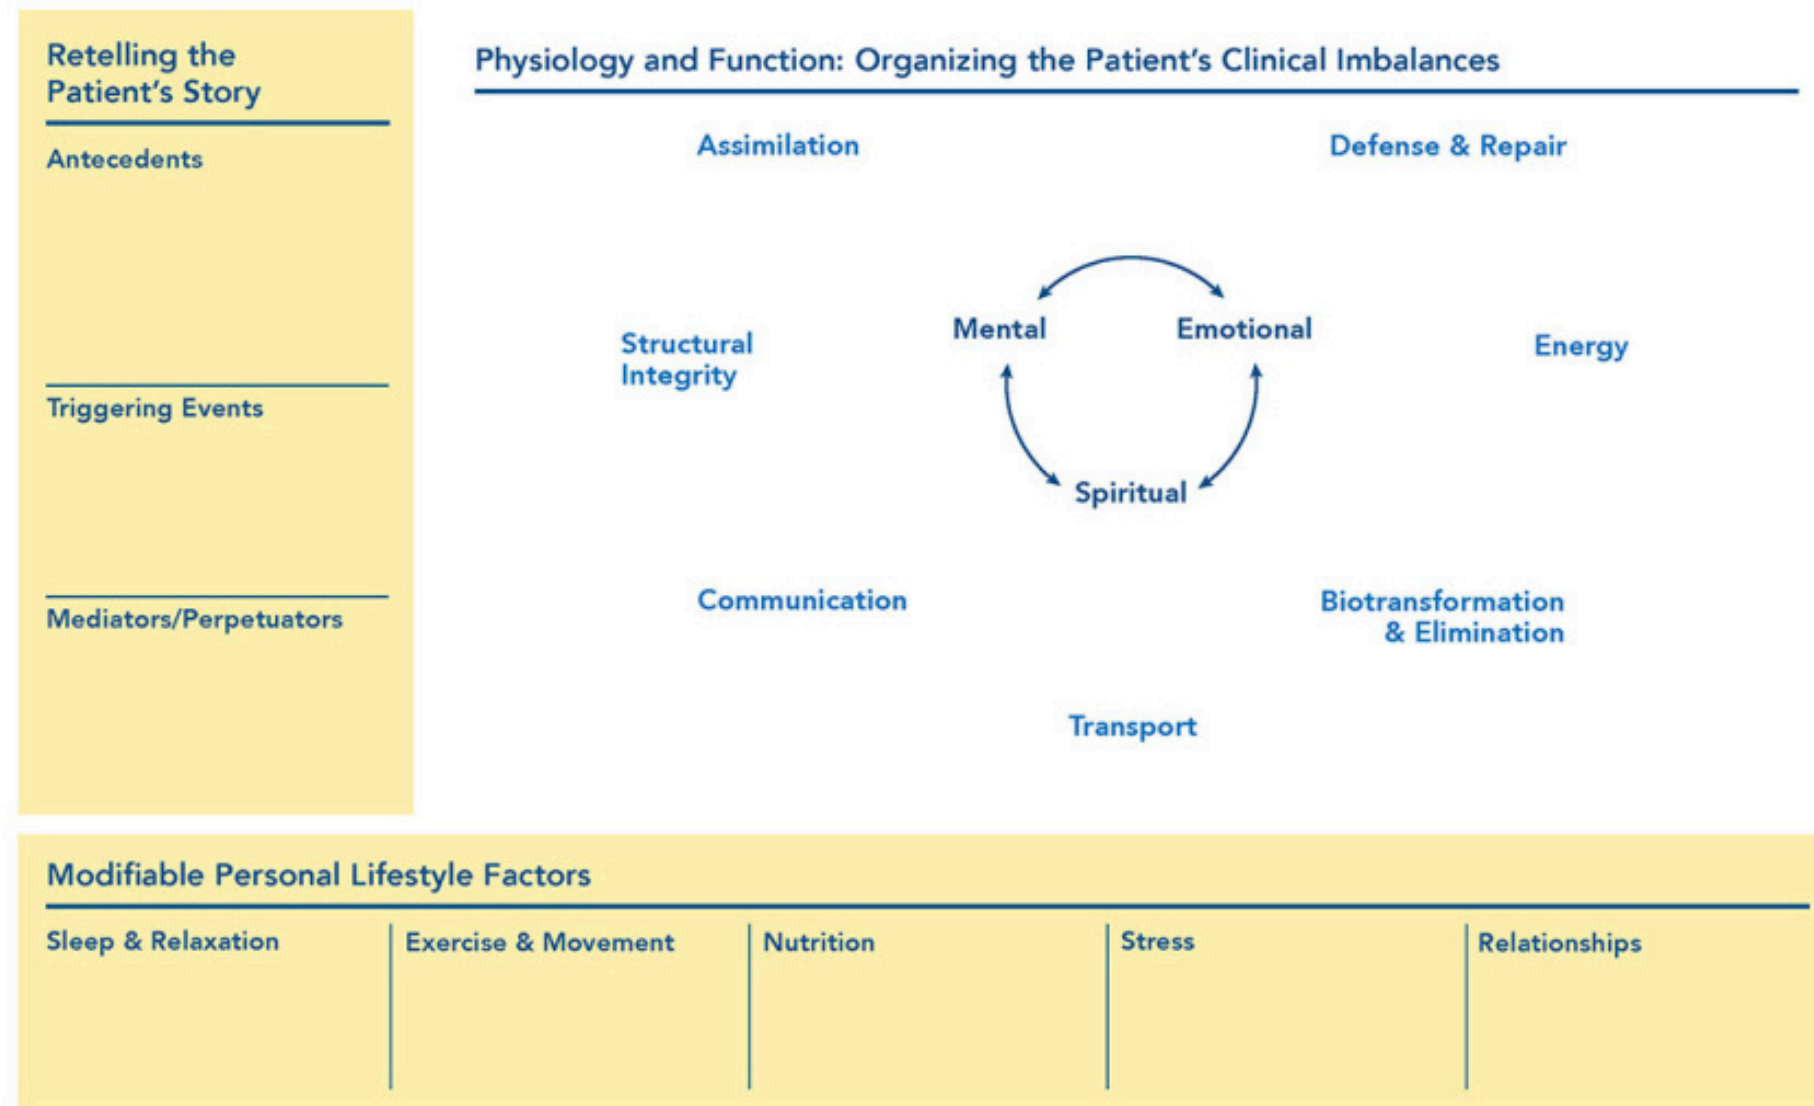 Retelling the
Patient's Story
Antecedents
Triggering Events
Mediators/Perpetuators
Physiology and Function: Organizing the Patient's Clinical Imbalances
Assimilation
Defense & Repair
Structural
Integrity
Mental
Emotional
Energy
Spiritual
Communication
Biotransformation
& Elimination
Transport
Modifiable Personal Lifestyle Factors
Sleep & Relaxation
Exercise & Movement
Nutrition
Stress
Relationships